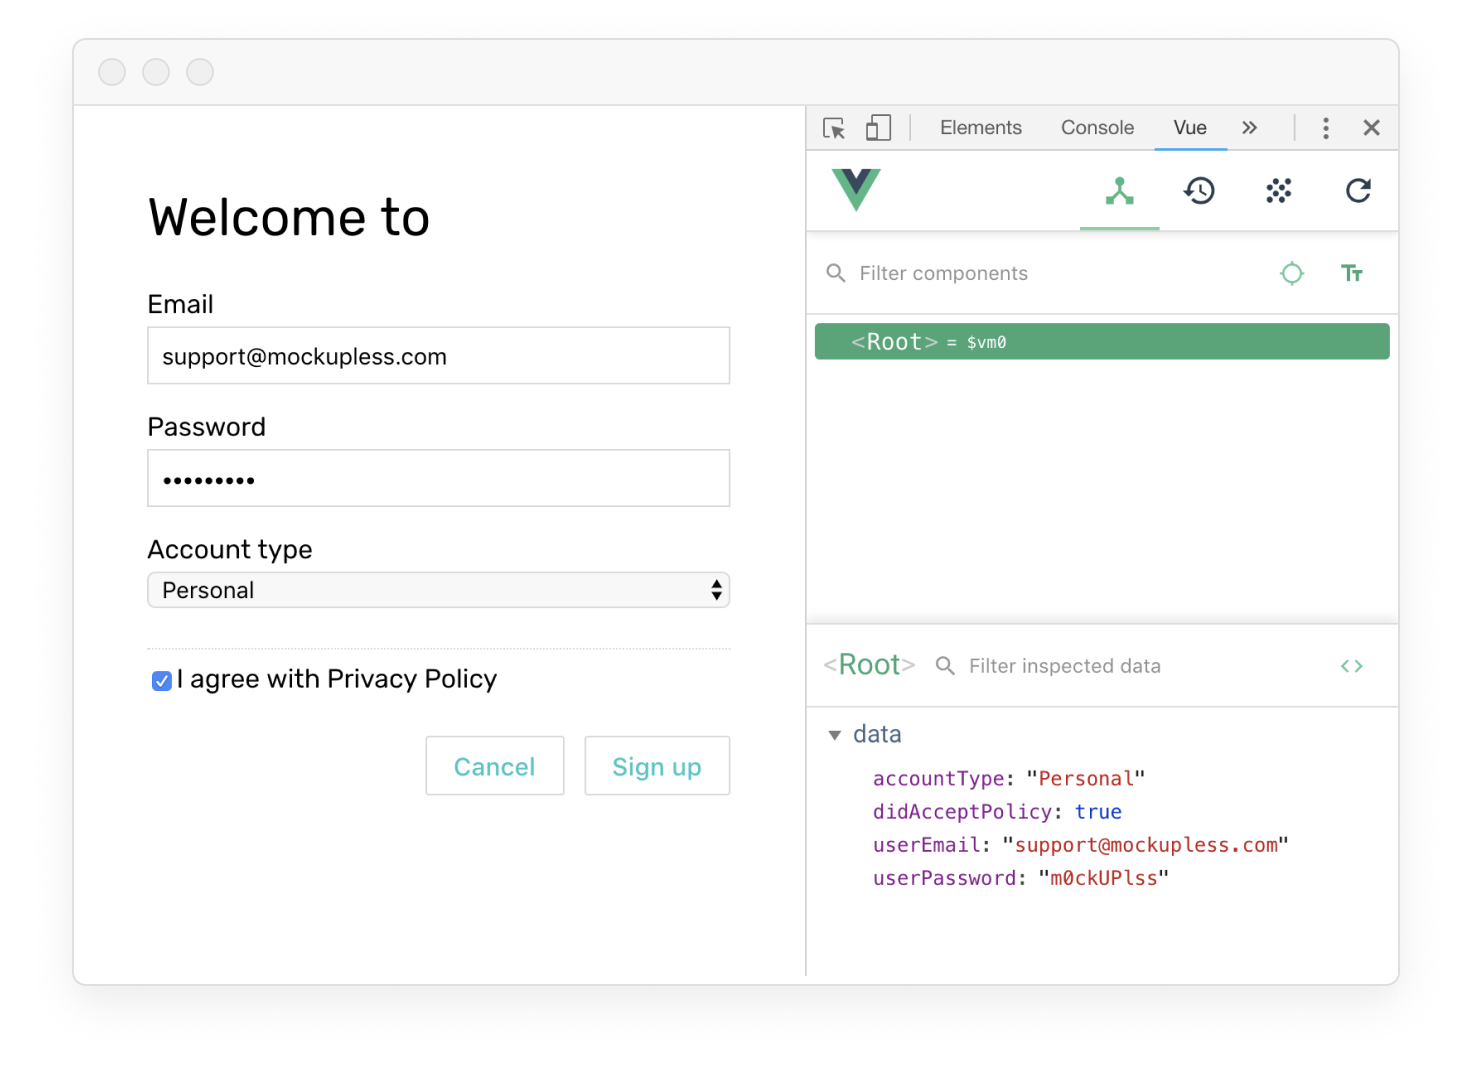 Welcome to
Email
support@mockupless.com
Password
•••••••••
Account type
Personal
I agree with Privacy Policy
Cancel Sign up
Elements Console Vue »
Filter components
<Root> = $vm0
<Root> Filter inspected data
data
accountType: "Personal"
didAcceptPolicy: true
userEmail: "support@mockupless.com"
userPassword: "m0ckUPlss"